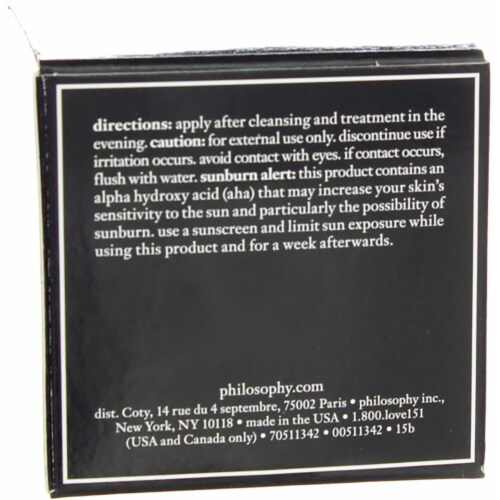 directions: apply after cleansing and treatment in the
evening. caution: for external use only. discontinue use if
irritation occurs. avoid contact with eyes. if contact occurs,
flush with water. sunburn alert: this product contains an
alpha hydroxy acid (aha) that may increase your skin's
sensitivity to the sun and particularly the possibility of
sunburn. use a sunscreen and limit sun exposure while
using this product and for a week afterwards.
philosophy.com
dist. Coty, 14 rue du 4 septembre, 75002 Paris • philosophy inc.,
New York, NY 10118 • made in the USA • 1.800.love151
(USA and Canada only) • 70511342 • 00511342 • 15b